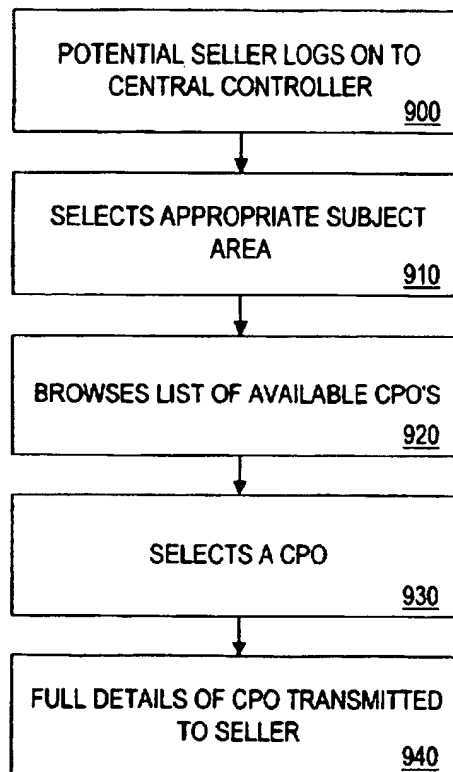 POTENTIAL SELLER LOGS ON TO
CENTRAL CONTROLLER
900
SELECTS APPROPRIATE SUBJECT
AREA
910
BROWSES LIST OF AVAILABLE CPO'S
920
SELECTS A CPO
930
FULL DETAILS OF CPO TRANSMITTED
TO SELLER
940